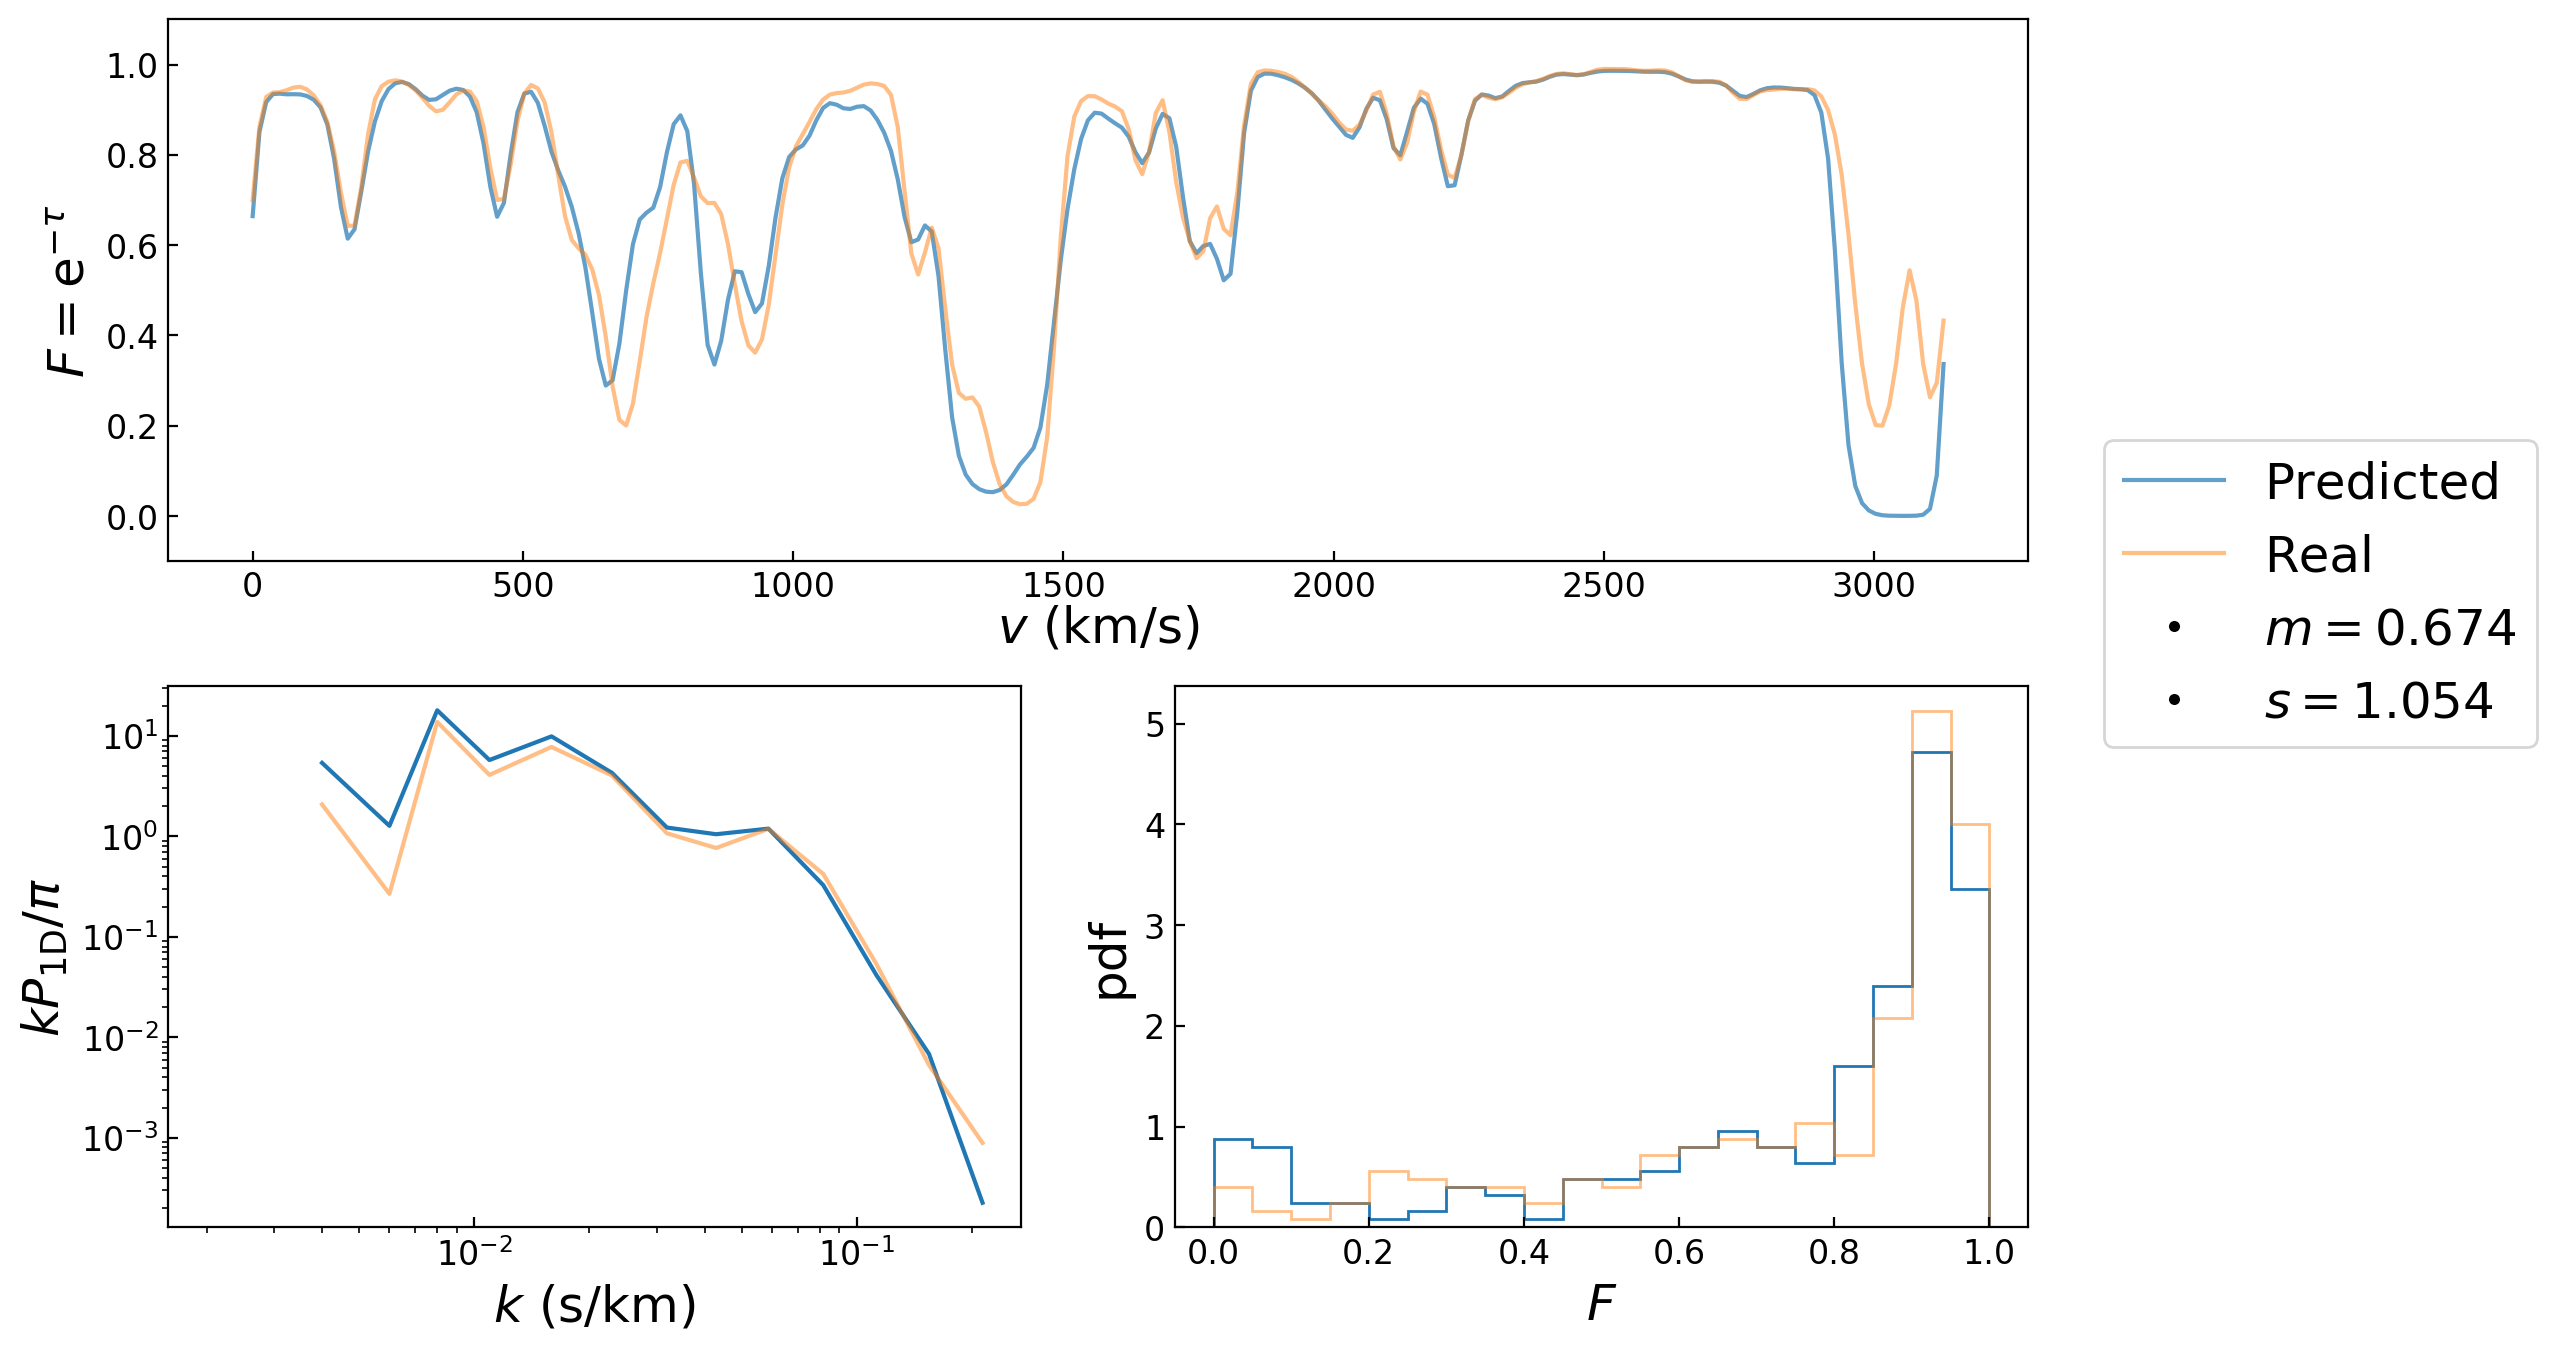 1.0
0.8
0.6
0.4
0.2
0.0
F = e^{−τ}
0 500 1000 1500 2000 2500 3000
v (km/s)
Predicted
Real
m = 0.674
s = 1.054
10^1
10^0
10^{−1}
10^{−2}
10^{−3}
kP_{1D}/π
10^{−2} 10^{−1}
k (s/km)
5
4
3
2
1
0
pdf
0.0 0.2 0.4 0.6 0.8 1.0
F